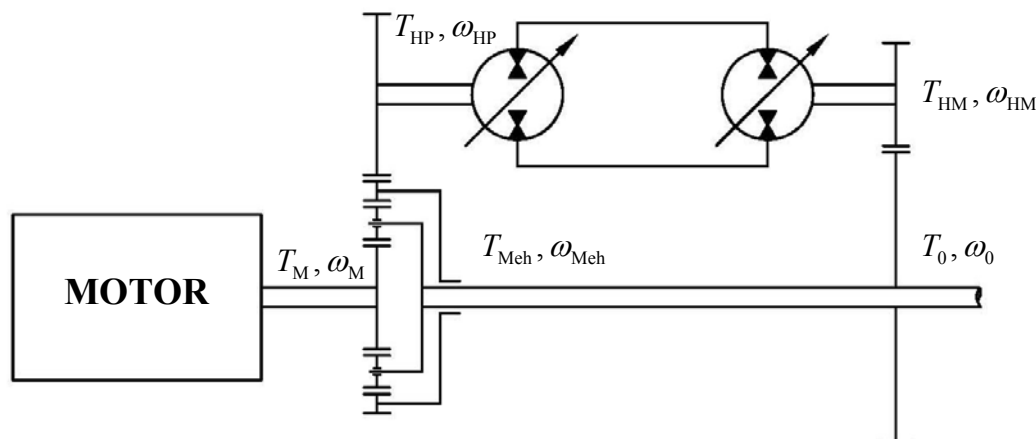 T_HP, ω_HP
T_HM, ω_HM
T_M, ω_M
T_Meh, ω_Meh
T_0, ω_0
MOTOR